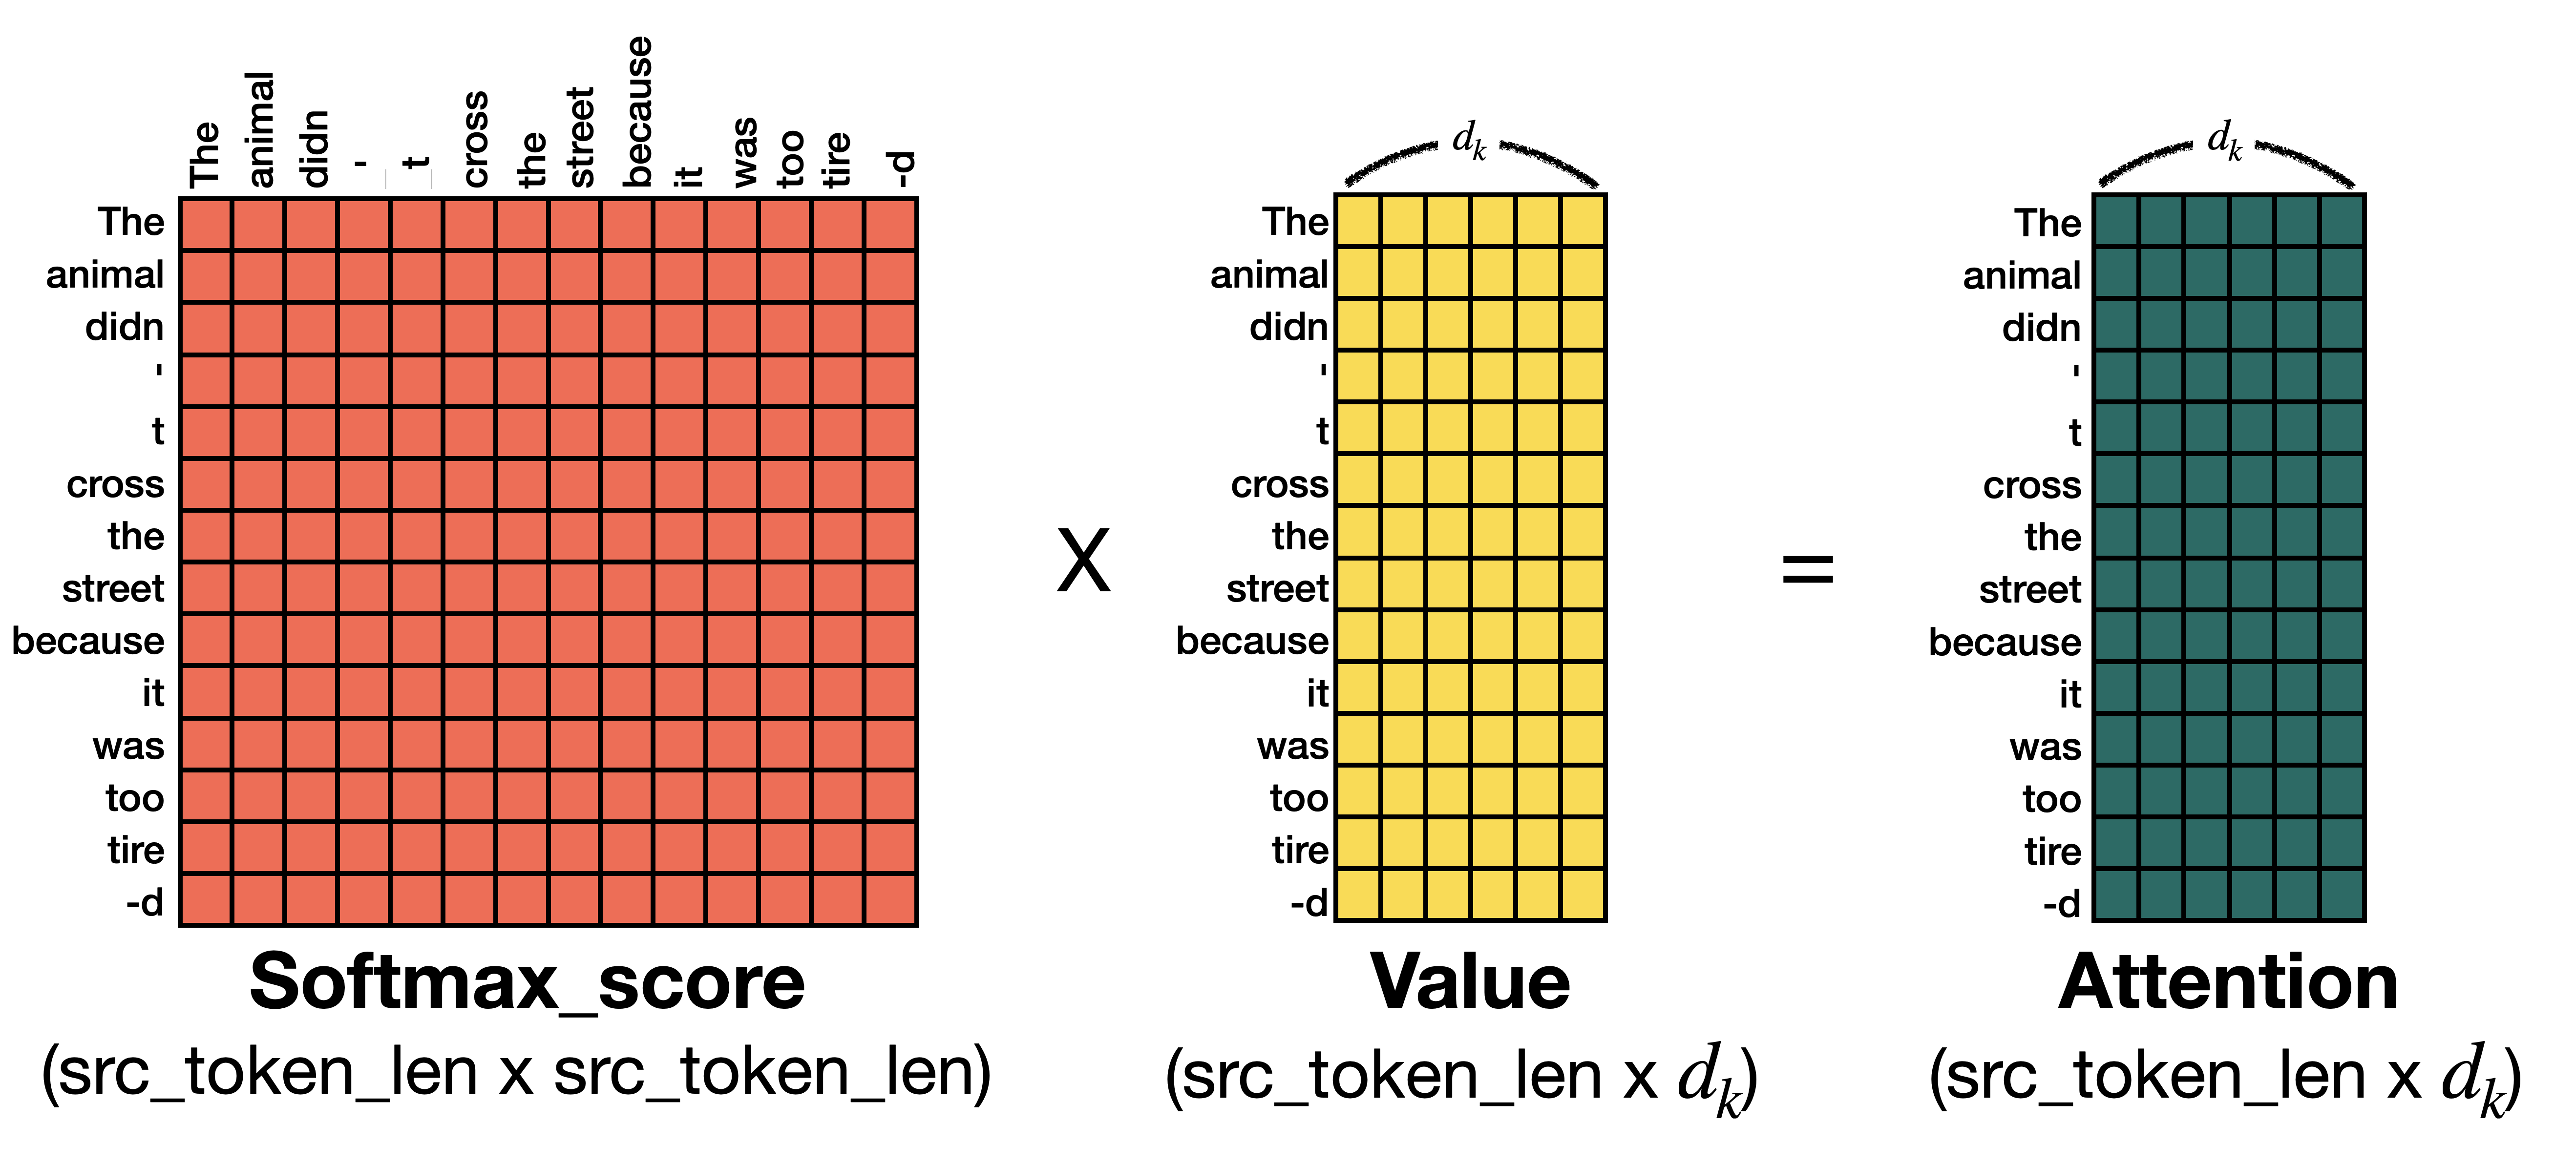 The animal didn ' t cross the street because it was too tire -d
The
animal
didn
'
t
cross
the
street
because
it
was
too
tire
-d
Softmax_score
(src_token_len x src_token_len)
X
d_k
The
animal
didn
'
t
cross
the
street
because
it
was
too
tire
-d
Value
(src_token_len x d_k)
=
d_k
The
animal
didn
'
t
cross
the
street
because
it
was
too
tire
-d
Attention
(src_token_len x d_k)